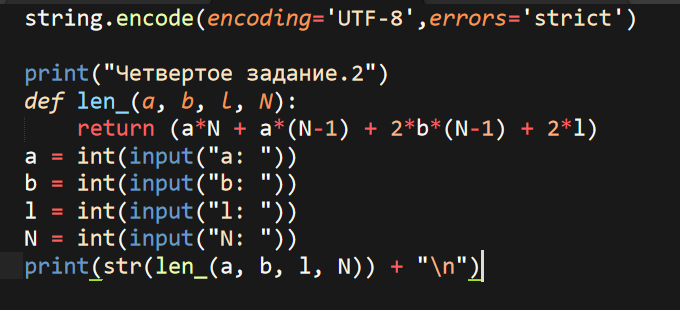 string.encode(encoding='UTF-8',errors='strict')
print("Четвертое задание.2")
def len_(a, b, l, N):
    return (a*N + a*(N-1) + 2*b*(N-1) + 2*l)
a = int(input("a: "))
b = int(input("b: "))
l = int(input("l: "))
N = int(input("N: "))
print(str(len_(a, b, l, N)) + "\n")